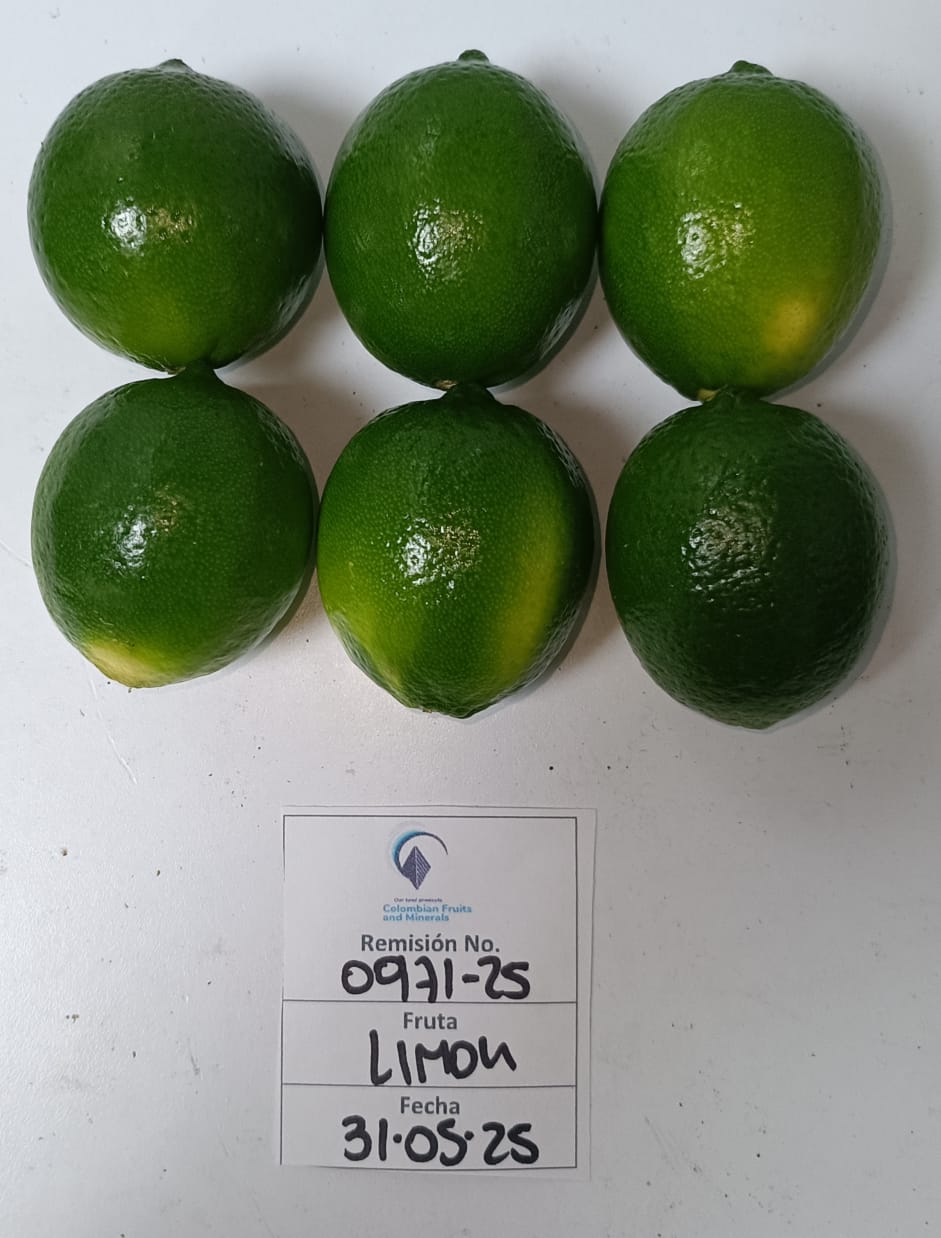 Our best products
Colombian Fruits
and Minerals
Remisión No.
0971-25
Fruta
LIMON
Fecha
31·05·25